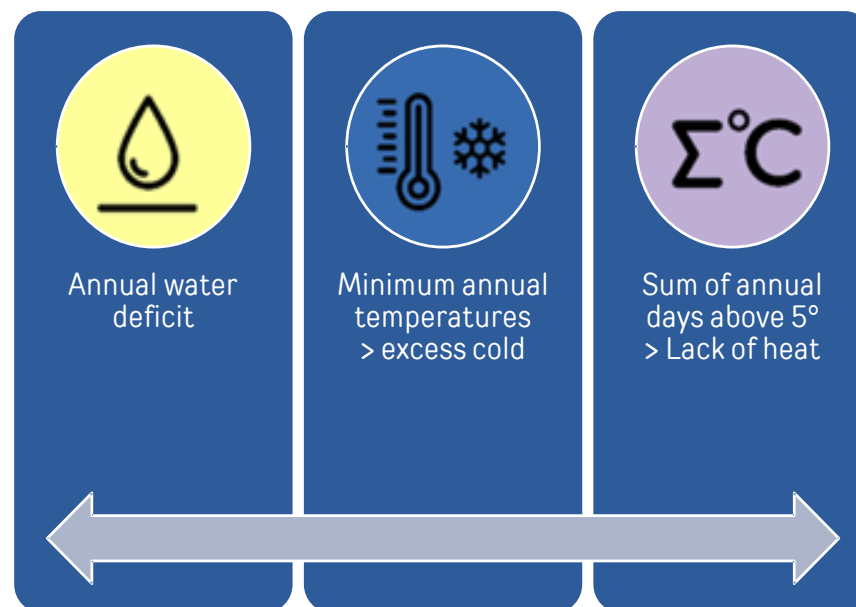 Σ°C
Annual water
deficit
Minimum annual
temperatures
> excess cold
Sum of annual
days above 5°
> Lack of heat